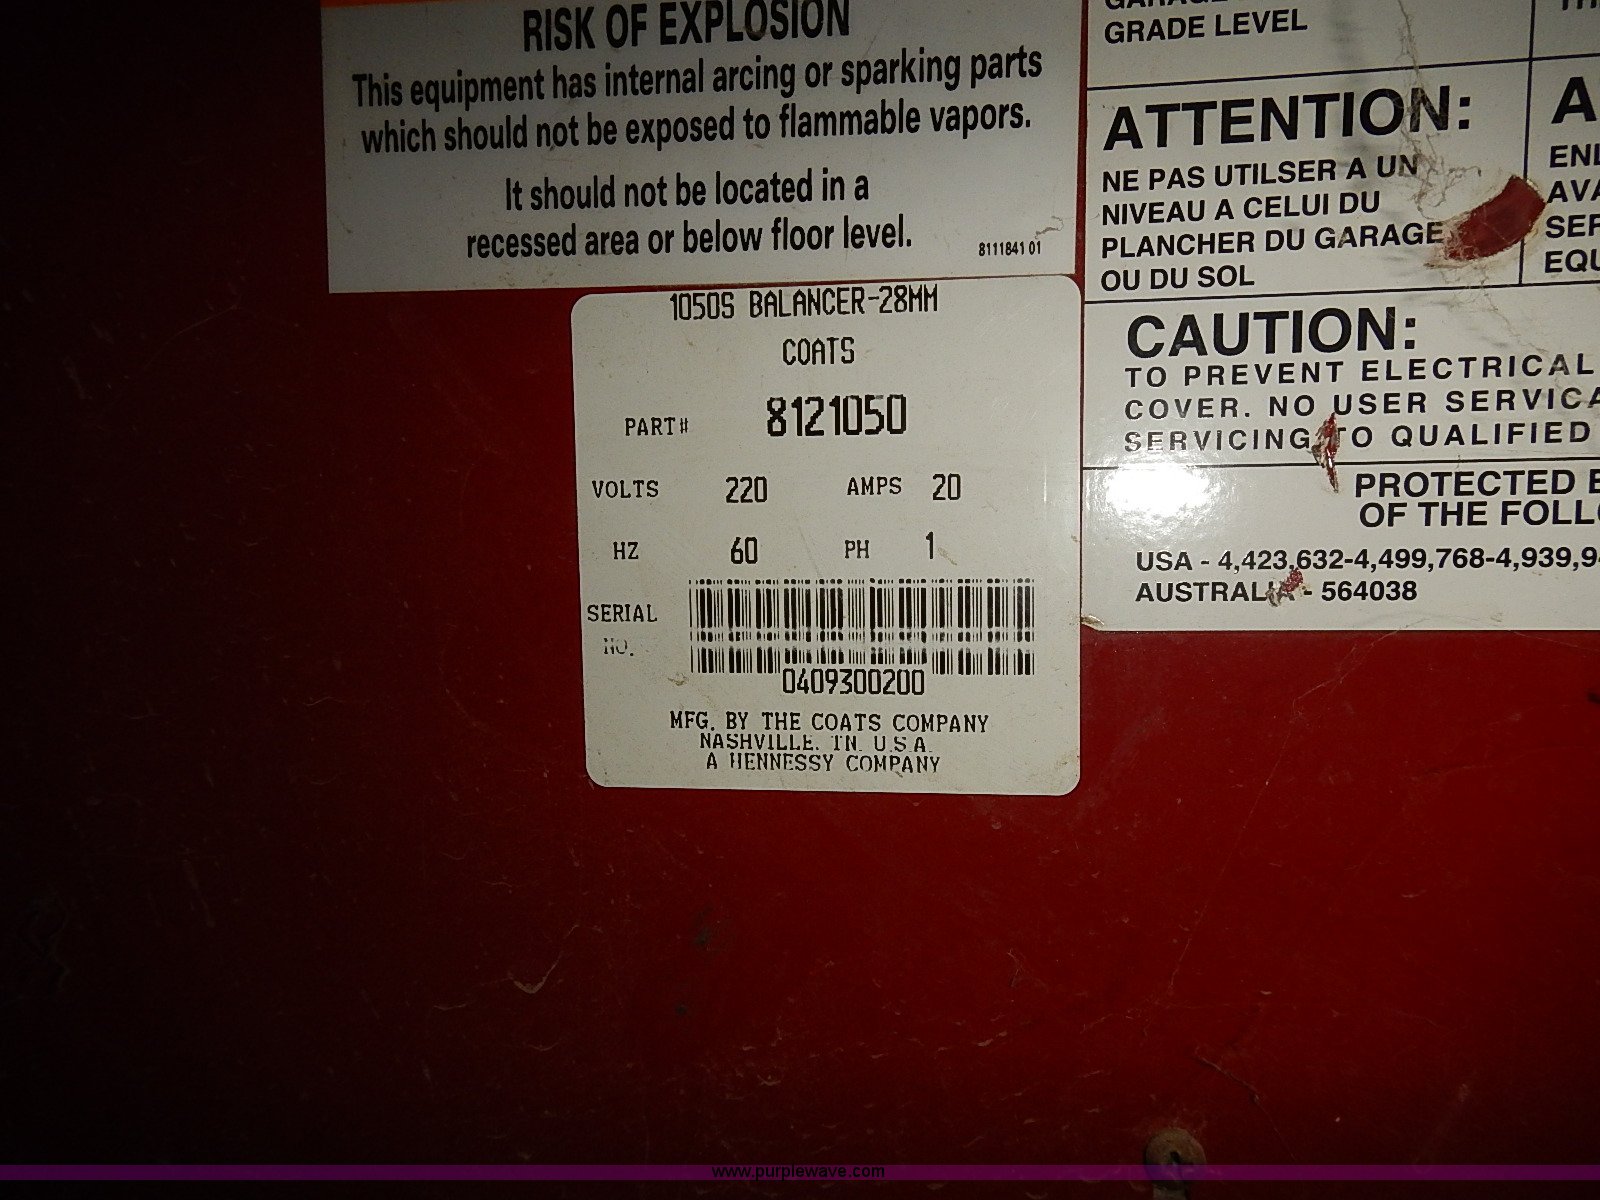 RISK OF EXPLOSION
This equipment has internal arcing or sparking parts
which should not be exposed to flammable vapors.
It should not be located in a
recessed area or below floor level.
8111841 01
1050S BALANCER-28MM
COATS
PART# 8121050
VOLTS 220 AMPS 20
HZ 60 PH 1
SERIAL
NO.
0409300200
MFG. BY THE COATS COMPANY
NASHVILLE. TN. U.S.A.
A HENNESSY COMPANY
GRADE LEVEL
ATTENTION:
NE PAS UTILSER A UN
NIVEAU A CELUI DU
PLANCHER DU GARAGE
OU DU SOL
CAUTION:
TO PREVENT ELECTRICAL
COVER. NO USER
SERVICING TO QUALIFIED
PROTECTED
OF THE
USA - 4,423,632-4,499,768-4,939,9
AUSTRALIA - 564038
www.purplewave.com